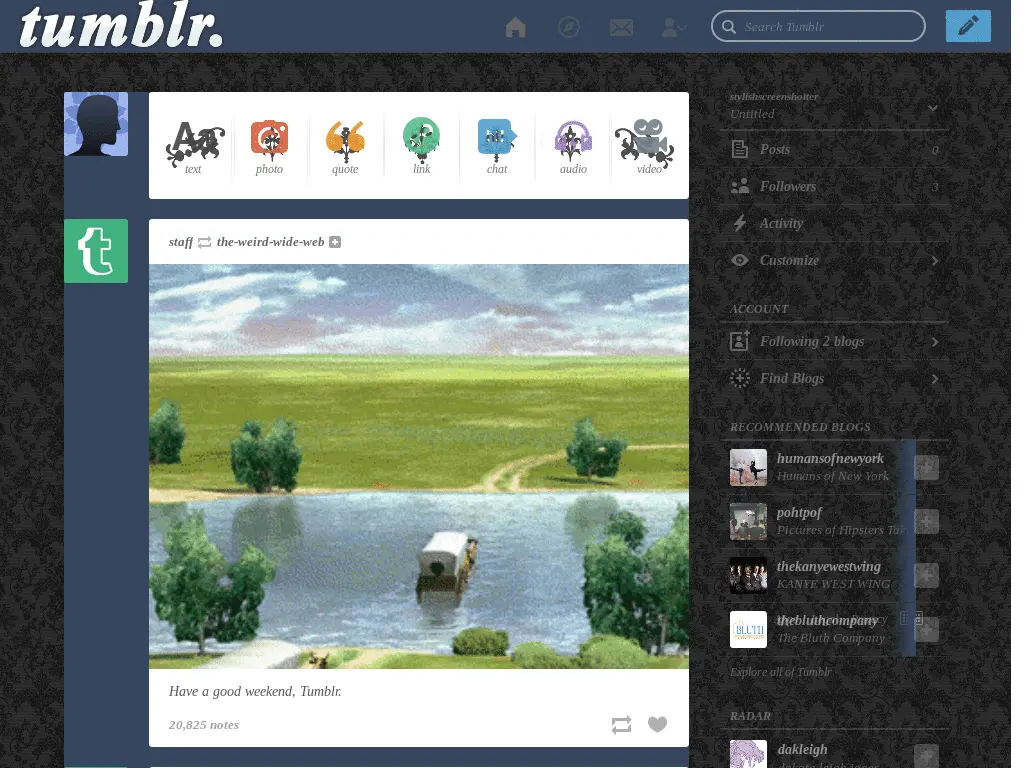 tumblr.
Search Tumblr
Aa
text
photo
quote
link
chat
audio
video
stylishscreenshotter
Untitled
Posts 0
Followers 3
Activity
Customize
staff the-weird-wide-web
ACCOUNT
Following 2 blogs
Find Blogs
RECOMMENDED BLOGS
humansofnewyork
Humans of New York
pohtpof
Pictures of Hipsters Tak
thekanyewestwing
KANYE WEST WING
thebluthcompany
BLUTH
The Bluth Company
Explore all of Tumblr
Have a good weekend, Tumblr.
20,825 notes
RADAR
dakleigh